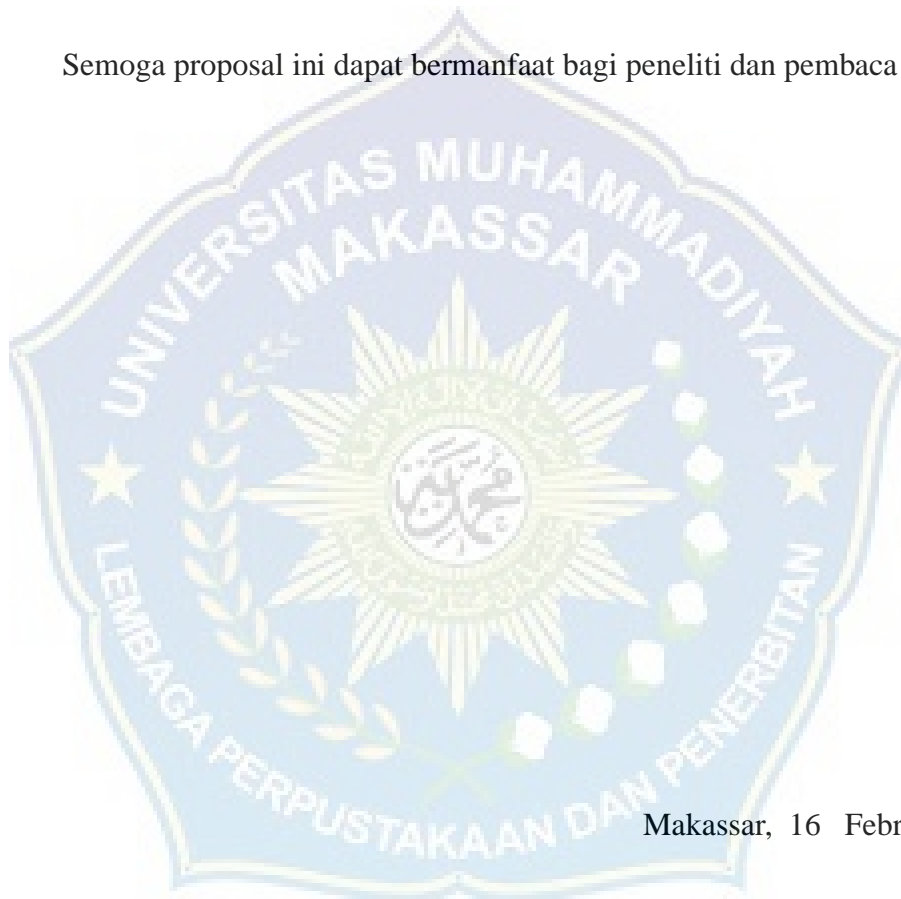 Semoga proposal ini dapat bermanfaat bagi peneliti dan pembaca
UNIVERSITAS MUHAMMADIYAH
MAKASSAR
محمد
LEMBAGA PERPUSTAKAAN DAN PENERBITAN
Makassar, 16 Febr